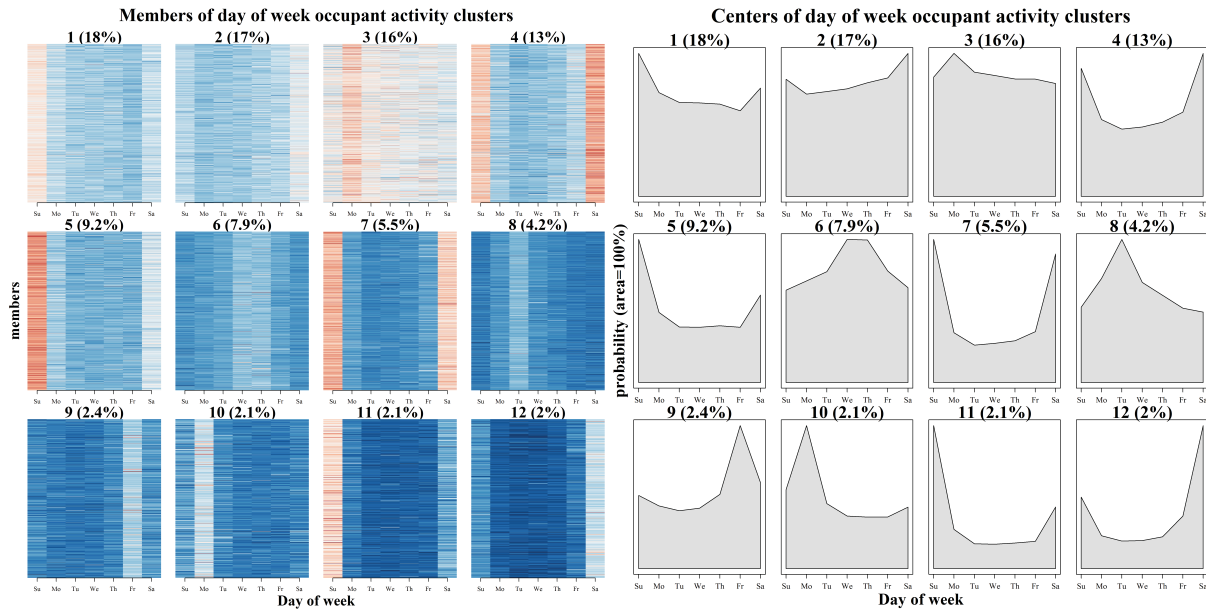 Members of day of week occupant activity clusters
1 (18%) 2 (17%) 3 (16%) 4 (13%)
Su Mo Tu We Th Fr Sa Su Mo Tu We Th Fr Sa Su Mo Tu We Th Fr Sa Su Mo Tu We Th Fr Sa
5 (9.2%) 6 (7.9%) 7 (5.5%) 8 (4.2%)
members
Su Mo Tu We Th Fr Sa Su Mo Tu We Th Fr Sa Su Mo Tu We Th Fr Sa Su Mo Tu We Th Fr Sa
9 (2.4%) 10 (2.1%) 11 (2.1%) 12 (2%)
Su Mo Tu We Th Fr Sa Su Mo Tu We Th Fr Sa Su Mo Tu We Th Fr Sa Su Mo Tu We Th Fr Sa
Day of week
Centers of day of week occupant activity clusters
1 (18%) 2 (17%) 3 (16%) 4 (13%)
Su Mo Tu We Th Fr Sa Su Mo Tu We Th Fr Sa Su Mo Tu We Th Fr Sa Su Mo Tu We Th Fr Sa
5 (9.2%) 6 (7.9%) 7 (5.5%) 8 (4.2%)
probability (area=100%)
Su Mo Tu We Th Fr Sa Su Mo Tu We Th Fr Sa Su Mo Tu We Th Fr Sa Su Mo Tu We Th Fr Sa
9 (2.4%) 10 (2.1%) 11 (2.1%) 12 (2%)
Su Mo Tu We Th Fr Sa Su Mo Tu We Th Fr Sa Su Mo Tu We Th Fr Sa Su Mo Tu We Th Fr Sa
Day of week